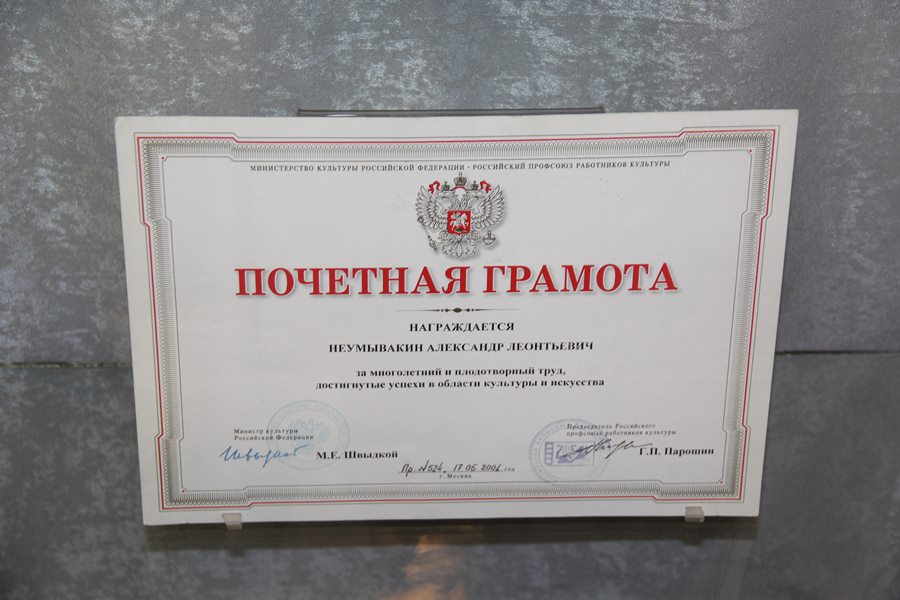 МИНИСТЕРСТВО КУЛЬТУРЫ РОССИЙСКОЙ ФЕДЕРАЦИИ • РОССИЙСКИЙ ПРОФСОЮЗ РАБОТНИКОВ КУЛЬТУРЫ
ПОЧЕТНАЯ ГРАМОТА
НАГРАЖДАЕТСЯ
НЕУМЫВАКИН АЛЕКСАНДР ЛЕОНТЬЕВИЧ
за многолетний и плодотворный труд,
достигнутые успехи в области культуры и искусства
Министр культуры
Российской Федерации
М.Е. Швыдкой
Председатель Российского
профсоюза работников культуры
Г.П. Парошин
Пр. №624, 17.05.2001 год
г. Москва